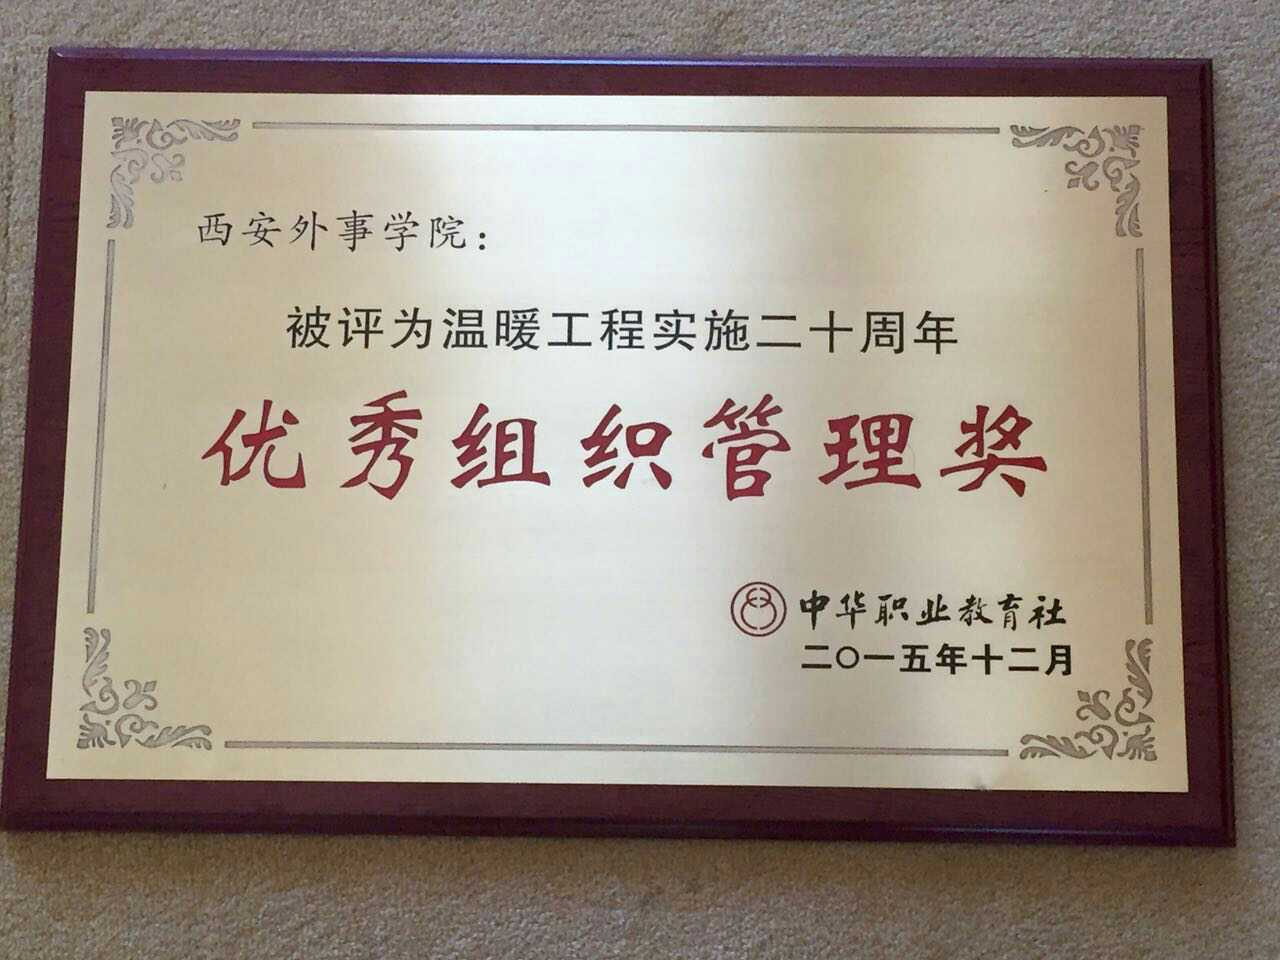 西安外事学院：
被评为温暖工程实施二十周年
优秀组织管理奖
中华职业教育社
二〇一五年十二月